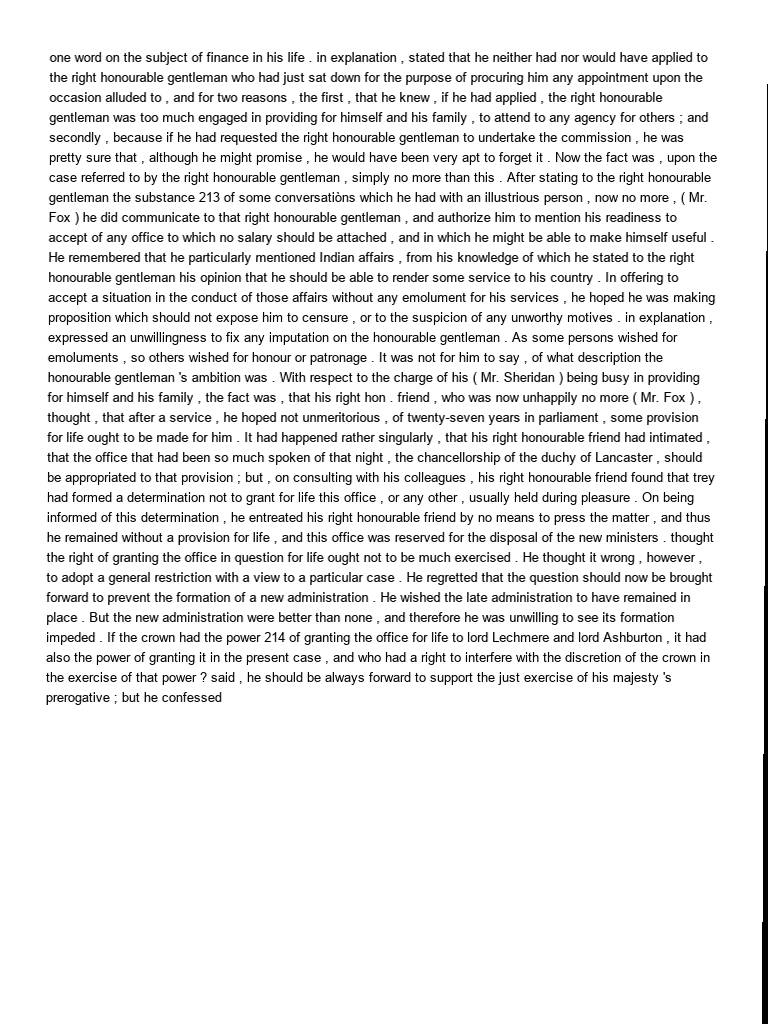 one word on the subject of finance in his life . in explanation , stated that he neither had nor would have applied to
the right honourable gentleman who had just sat down for the purpose of procuring him any appointment upon the
occasion alluded to , and for two reasons , the first , that he knew , if he had applied , the right honourable
gentleman was too much engaged in providing for himself and his family , to attend to any agency for others ; and
secondly , because if he had requested the right honourable gentleman to undertake the commission , he was
pretty sure that , although he might promise , he would have been very apt to forget it . Now the fact was , upon the
case referred to by the right honourable gentleman , simply no more than this . After stating to the right honourable
gentleman the substance 213 of some conversatiòns which he had with an illustrious person , now no more , ( Mr.
Fox ) he did communicate to that right honourable gentleman , and authorize him to mention his readiness to
accept of any office to which no salary should be attached , and in which he might be able to make himself useful .
He remembered that he particularly mentioned Indian affairs , from his knowledge of which he stated to the right
honourable gentleman his opinion that he should be able to render some service to his country . In offering to
accept a situation in the conduct of those affairs without any emolument for his services , he hoped he was making
proposition which should not expose him to censure , or to the suspicion of any unworthy motives . in explanation ,
expressed an unwillingness to fix any imputation on the honourable gentleman . As some persons wished for
emoluments , so others wished for honour or patronage . It was not for him to say , of what description the
honourable gentleman 's ambition was . With respect to the charge of his ( Mr. Sheridan ) being busy in providing
for himself and his family , the fact was , that his right hon . friend , who was now unhappily no more ( Mr. Fox ) ,
thought , that after a service , he hoped not unmeritorious , of twenty-seven years in parliament , some provision
for life ought to be made for him . It had happened rather singularly , that his right honourable friend had intimated ,
that the office that had been so much spoken of that night , the chancellorship of the duchy of Lancaster , should
be appropriated to that provision ; but , on consulting with his colleagues , his right honourable friend found that trey
had formed a determination not to grant for life this office , or any other , usually held during pleasure . On being
informed of this determination , he entreated his right honourable friend by no means to press the matter , and thus
he remained without a provision for life , and this office was reserved for the disposal of the new ministers . thought
the right of granting the office in question for life ought not to be much exercised . He thought it wrong , however ,
to adopt a general restriction with a view to a particular case . He regretted that the question should now be brought
forward to prevent the formation of a new administration . He wished the late administration to have remained in
place . But the new administration were better than none , and therefore he was unwilling to see its formation
impeded . If the crown had the power 214 of granting the office for life to lord Lechmere and lord Ashburton , it had
also the power of granting it in the present case , and who had a right to interfere with the discretion of the crown in
the exercise of that power ? said , he should be always forward to support the just exercise of his majesty 's
prerogative ; but he confessed